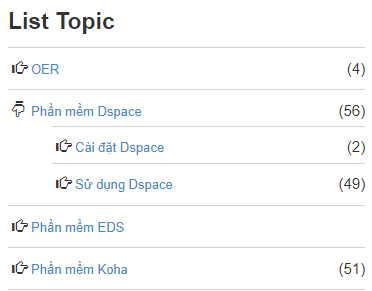 List Topic
OER (4)
Phần mềm Dspace (56)
Cài đặt Dspace (2)
Sử dụng Dspace (49)
Phần mềm EDS
Phần mềm Koha (51)